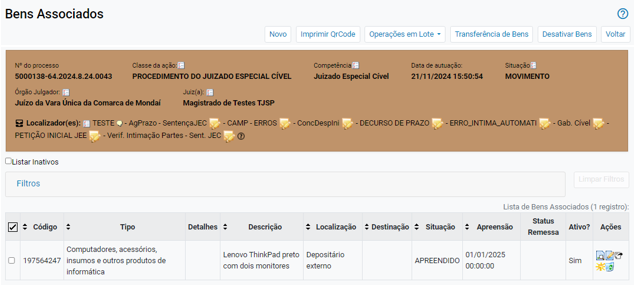 Bens Associados
Novo Imprimir QrCode Operações em Lote Transferência de Bens Desativar Bens Voltar
Nº do processo Classe da ação: Competência Data de autuação: Situação
5000138-64.2024.8.24.0043 PROCEDIMENTO DO JUIZADO ESPECIAL CÍVEL Juizado Especial Cível 21/11/2024 15:50:54 MOVIMENTO
Órgão Julgador: Juiz(a):
Juízo da Vara Única da Comarca de Mondaí Magistrado de Testes TJSP
Localizador(es): TESTE - AgPrazo - SentençaJEC - CAMP - ERROS - ConcDespIni - DECURSO DE PRAZO - ERRO_INTIMA_AUTOMATI - Gab. Cível -
PETIÇÃO INICIAL JEE - Verif. Intimação Partes - Sent. JEC
Listar Inativos
Filtros Limpar Filtros
Lista de Bens Associados (1 registro):
Código Tipo Detalhes Descrição Localização Destinação Situação Apreensão Status Remessa Ativo? Ações
197564247 Computadores, acessórios, insumos e outros produtos de informática Lenovo ThinkPad preto com dois monitores Depositário externo APREENDIDO 01/01/2025 00:00:00 Sim